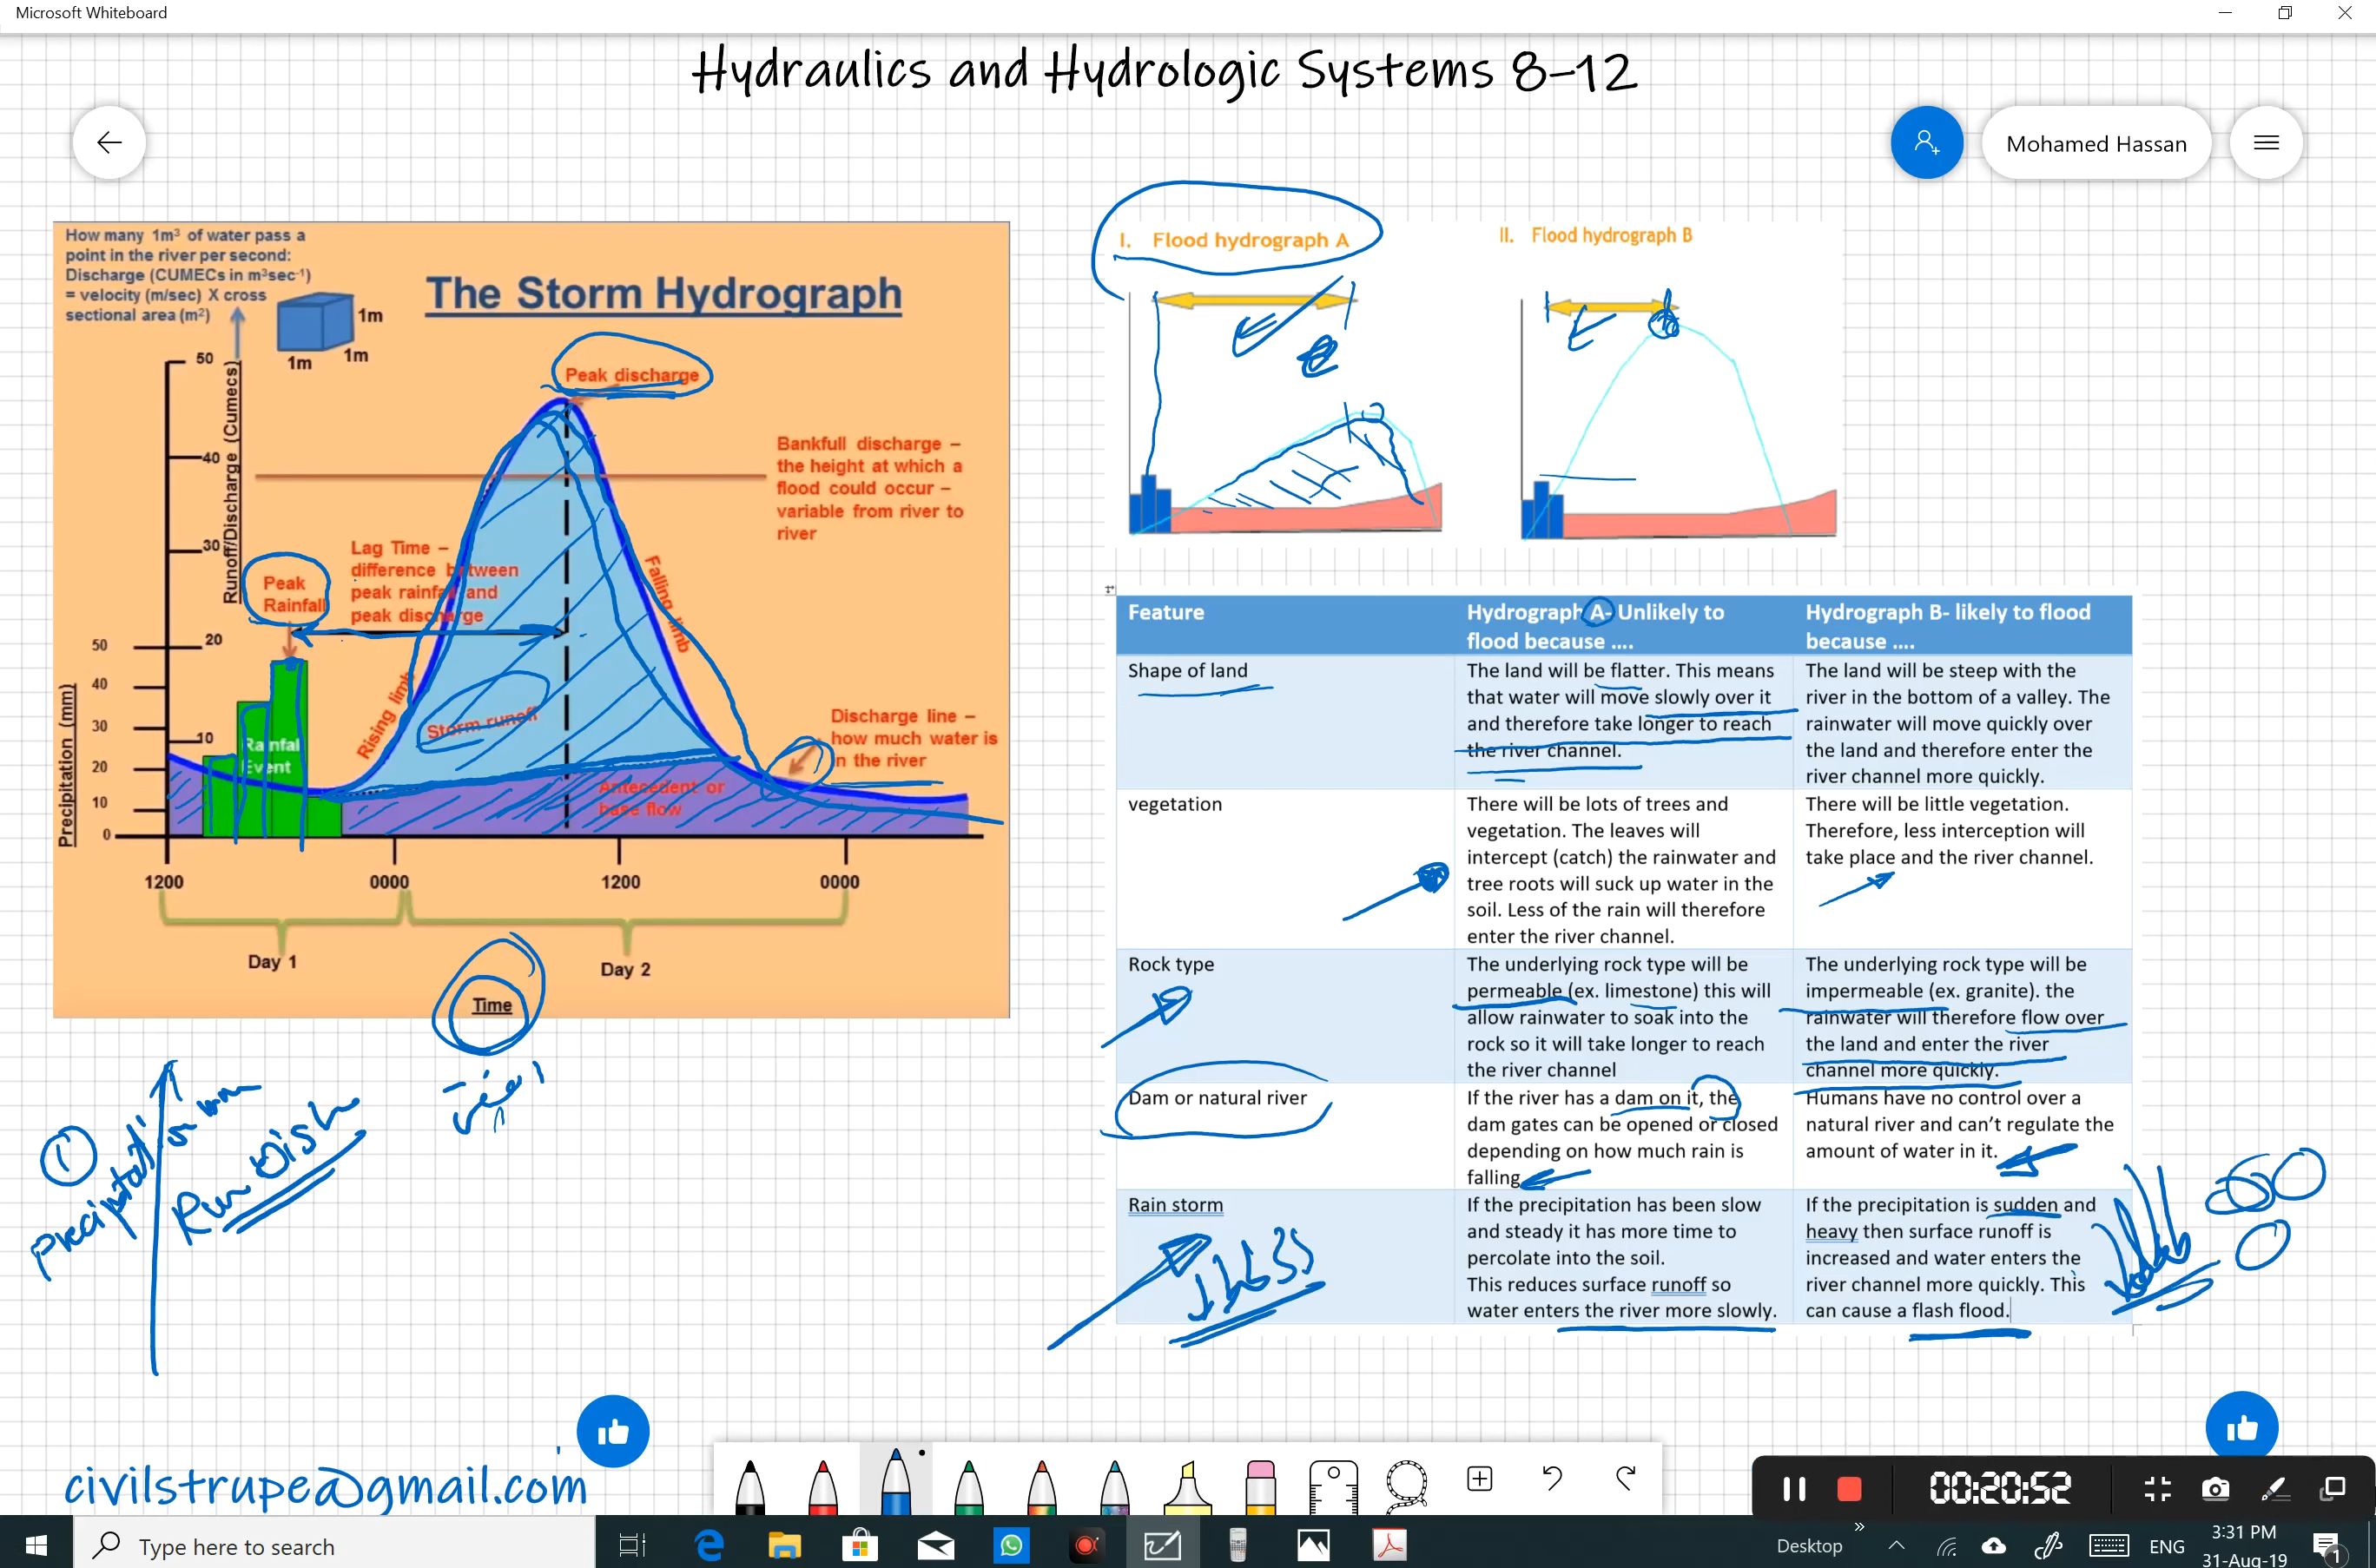 Microsoft Whiteboard
Hydraulics and Hydrologic Systems 8-12
Mohamed Hassan
How many 1m³ of water pass a
point in the river per second:
Discharge (CUMECs in m³sec⁻¹)
= velocity (m/sec) X cross
sectional area (m²)
1m
1m
1m
The Storm Hydrograph
Peak discharge
Bankfull discharge –
the height at which a
flood could occur –
variable from river to
river
Runoff/Discharge (Cumecs)
50
40
30
20
10
Lag Time –
difference between
peak rainfall and
peak discharge
Peak
Rainfall
Precipitation (mm)
50
40
30
20
10
0
Rainfall
Event
Rising limb
Storm runoff
Falling limb
Discharge line –
how much water is
in the river
Antecedent or
base flow
1200
0000
1200
0000
Day 1
Day 2
Time
1
precipitation mm
Run Dish
I. Flood hydrograph A
II. Flood hydrograph B
Feature
Hydrograph A- Unlikely to
flood because ....
Hydrograph B- likely to flood
because ....
Shape of land
The land will be flatter. This means
that water will move slowly over it
and therefore take longer to reach
the river channel.
The land will be steep with the
river in the bottom of a valley. The
rainwater will move quickly over
the land and therefore enter the
river channel more quickly.
vegetation
There will be lots of trees and
vegetation. The leaves will
intercept (catch) the rainwater and
tree roots will suck up water in the
soil. Less of the rain will therefore
enter the river channel.
There will be little vegetation.
Therefore, less interception will
take place and the river channel.
Rock type
The underlying rock type will be
permeable (ex. limestone) this will
allow rainwater to soak into the
rock so it will take longer to reach
the river channel
The underlying rock type will be
impermeable (ex. granite). the
rainwater will therefore flow over
the land and enter the river
channel more quickly.
Dam or natural river
If the river has a dam on it, the
dam gates can be opened or closed
depending on how much rain is
falling
Humans have no control over a
natural river and can't regulate the
amount of water in it.
Rain storm
If the precipitation has been slow
and steady it has more time to
percolate into the soil.
This reduces surface runoff so
water enters the river more slowly.
If the precipitation is sudden and
heavy then surface runoff is
increased and water enters the
river channel more quickly. This
can cause a flash flood.
civilstrupe@gmail.com
00:20:52
Type here to search
Desktop
ENG
3:31 PM
31-Aug-19
1